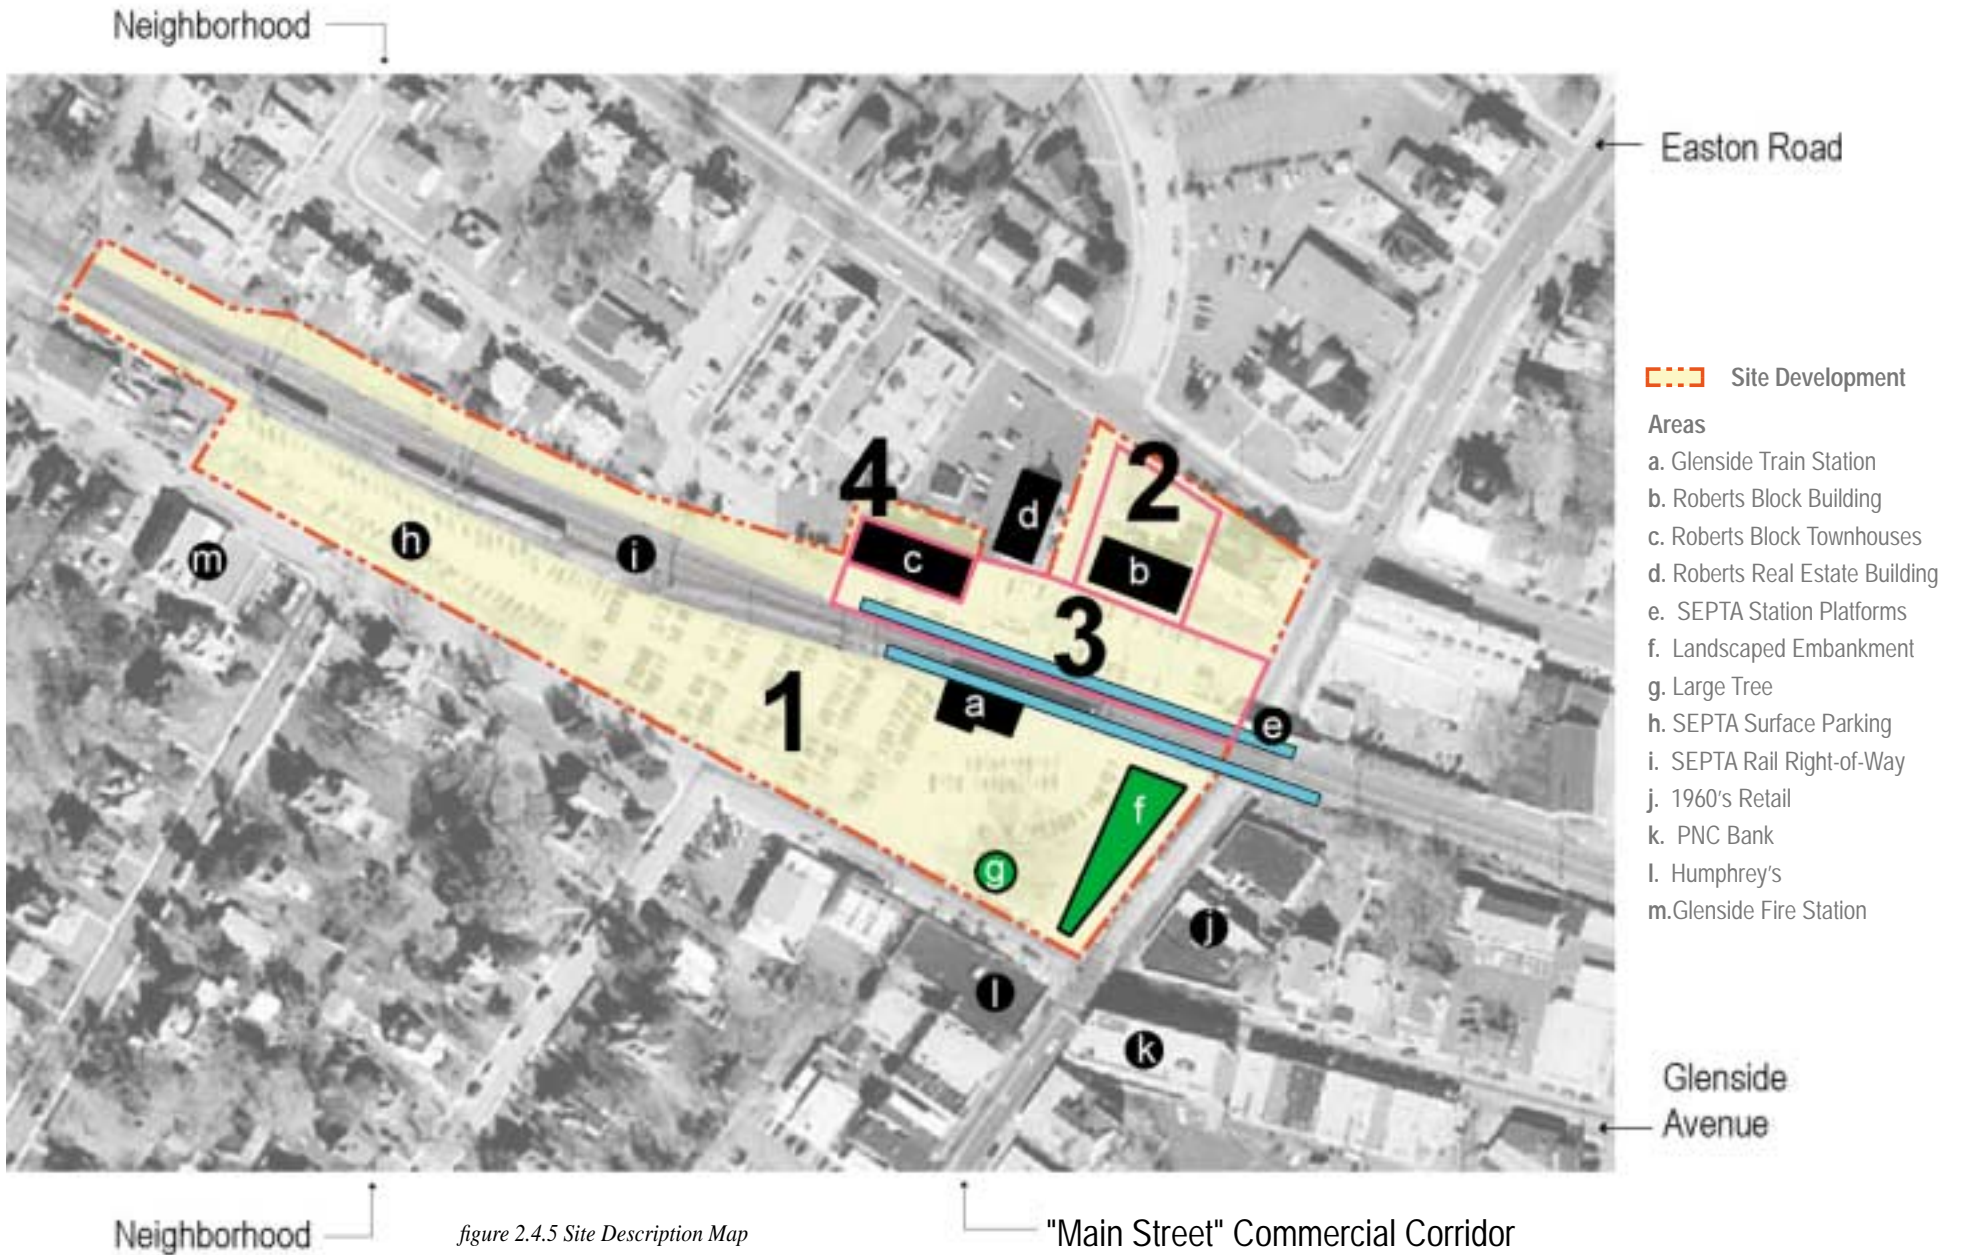 Neighborhood
Easton Road
Site Development
Areas
a. Glenside Train Station
b. Roberts Block Building
c. Roberts Block Townhouses
d. Roberts Real Estate Building
e. SEPTA Station Platforms
f. Landscaped Embankment
g. Large Tree
h. SEPTA Surface Parking
i. SEPTA Rail Right-of-Way
j. 1960's Retail
k. PNC Bank
l. Humphrey's
m.Glenside Fire Station
4
2
d
h
i
m
c
b
3
1
a
e
f
g
j
l
k
Glenside
Avenue
Neighborhood
figure 2.4.5 Site Description Map
"Main Street" Commercial Corridor